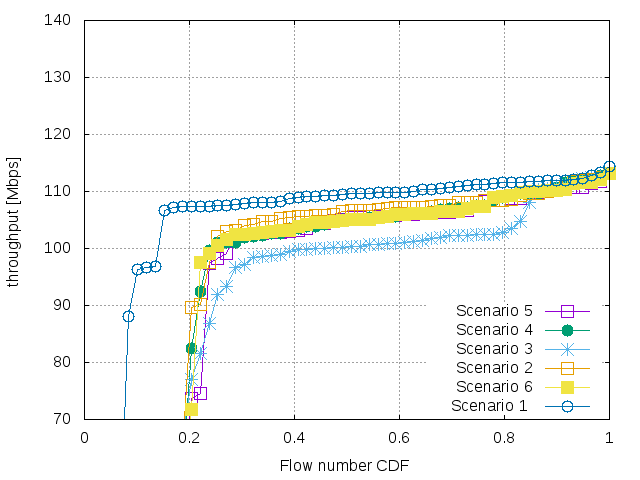 140
130
120
110
100
90
80
70
throughput [Mbps]
Scenario 5
Scenario 4
Scenario 3
Scenario 2
Scenario 6
Scenario 1
0
0.2
0.4
0.6
0.8
1
Flow number CDF